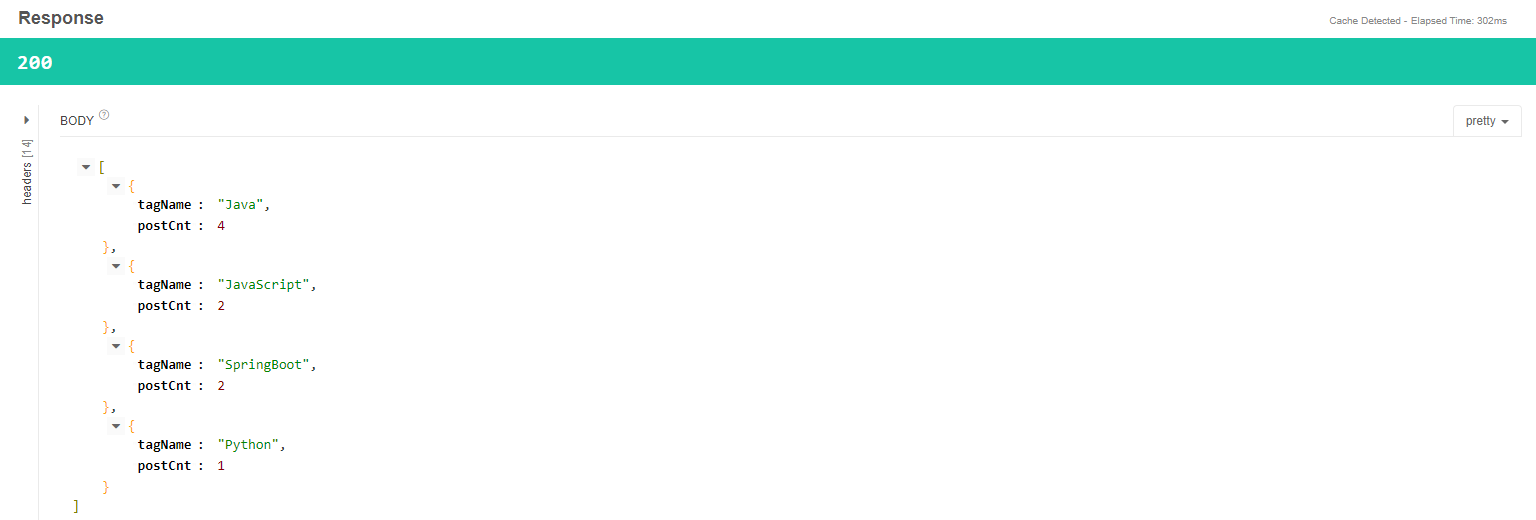 Response
Cache Detected - Elapsed Time: 302ms
200
BODY ?
pretty
headers [14]
[
{
tagName : "Java",
postCnt : 4
},
{
tagName : "JavaScript",
postCnt : 2
},
{
tagName : "SpringBoot",
postCnt : 2
},
{
tagName : "Python",
postCnt : 1
}
]